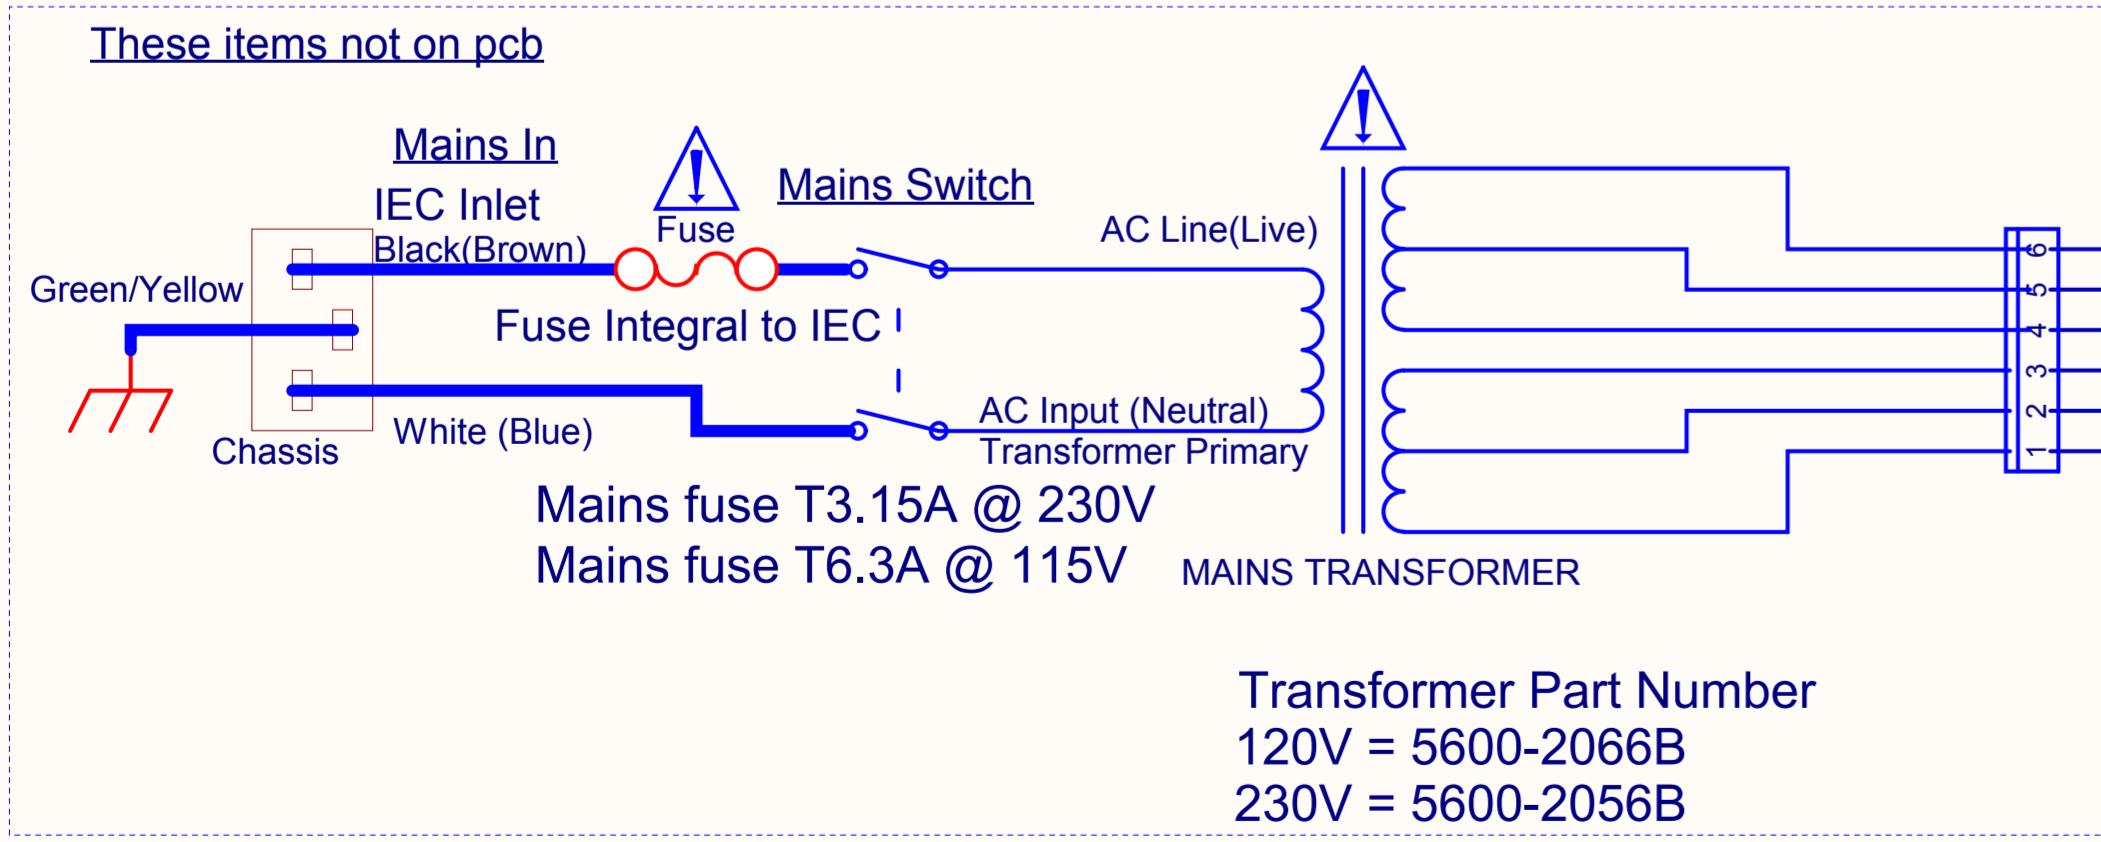 These items not on pcb
Mains In
IEC Inlet
Black(Brown)
Fuse
Mains Switch
AC Line(Live)
Green/Yellow
Fuse Integral to IEC
White (Blue)
Chassis
AC Input (Neutral)
Transformer Primary
Mains fuse T3.15A @ 230V
Mains fuse T6.3A @ 115V
MAINS TRANSFORMER
6
5
4
3
2
1
Transformer Part Number
120V = 5600-2066B
230V = 5600-2056B